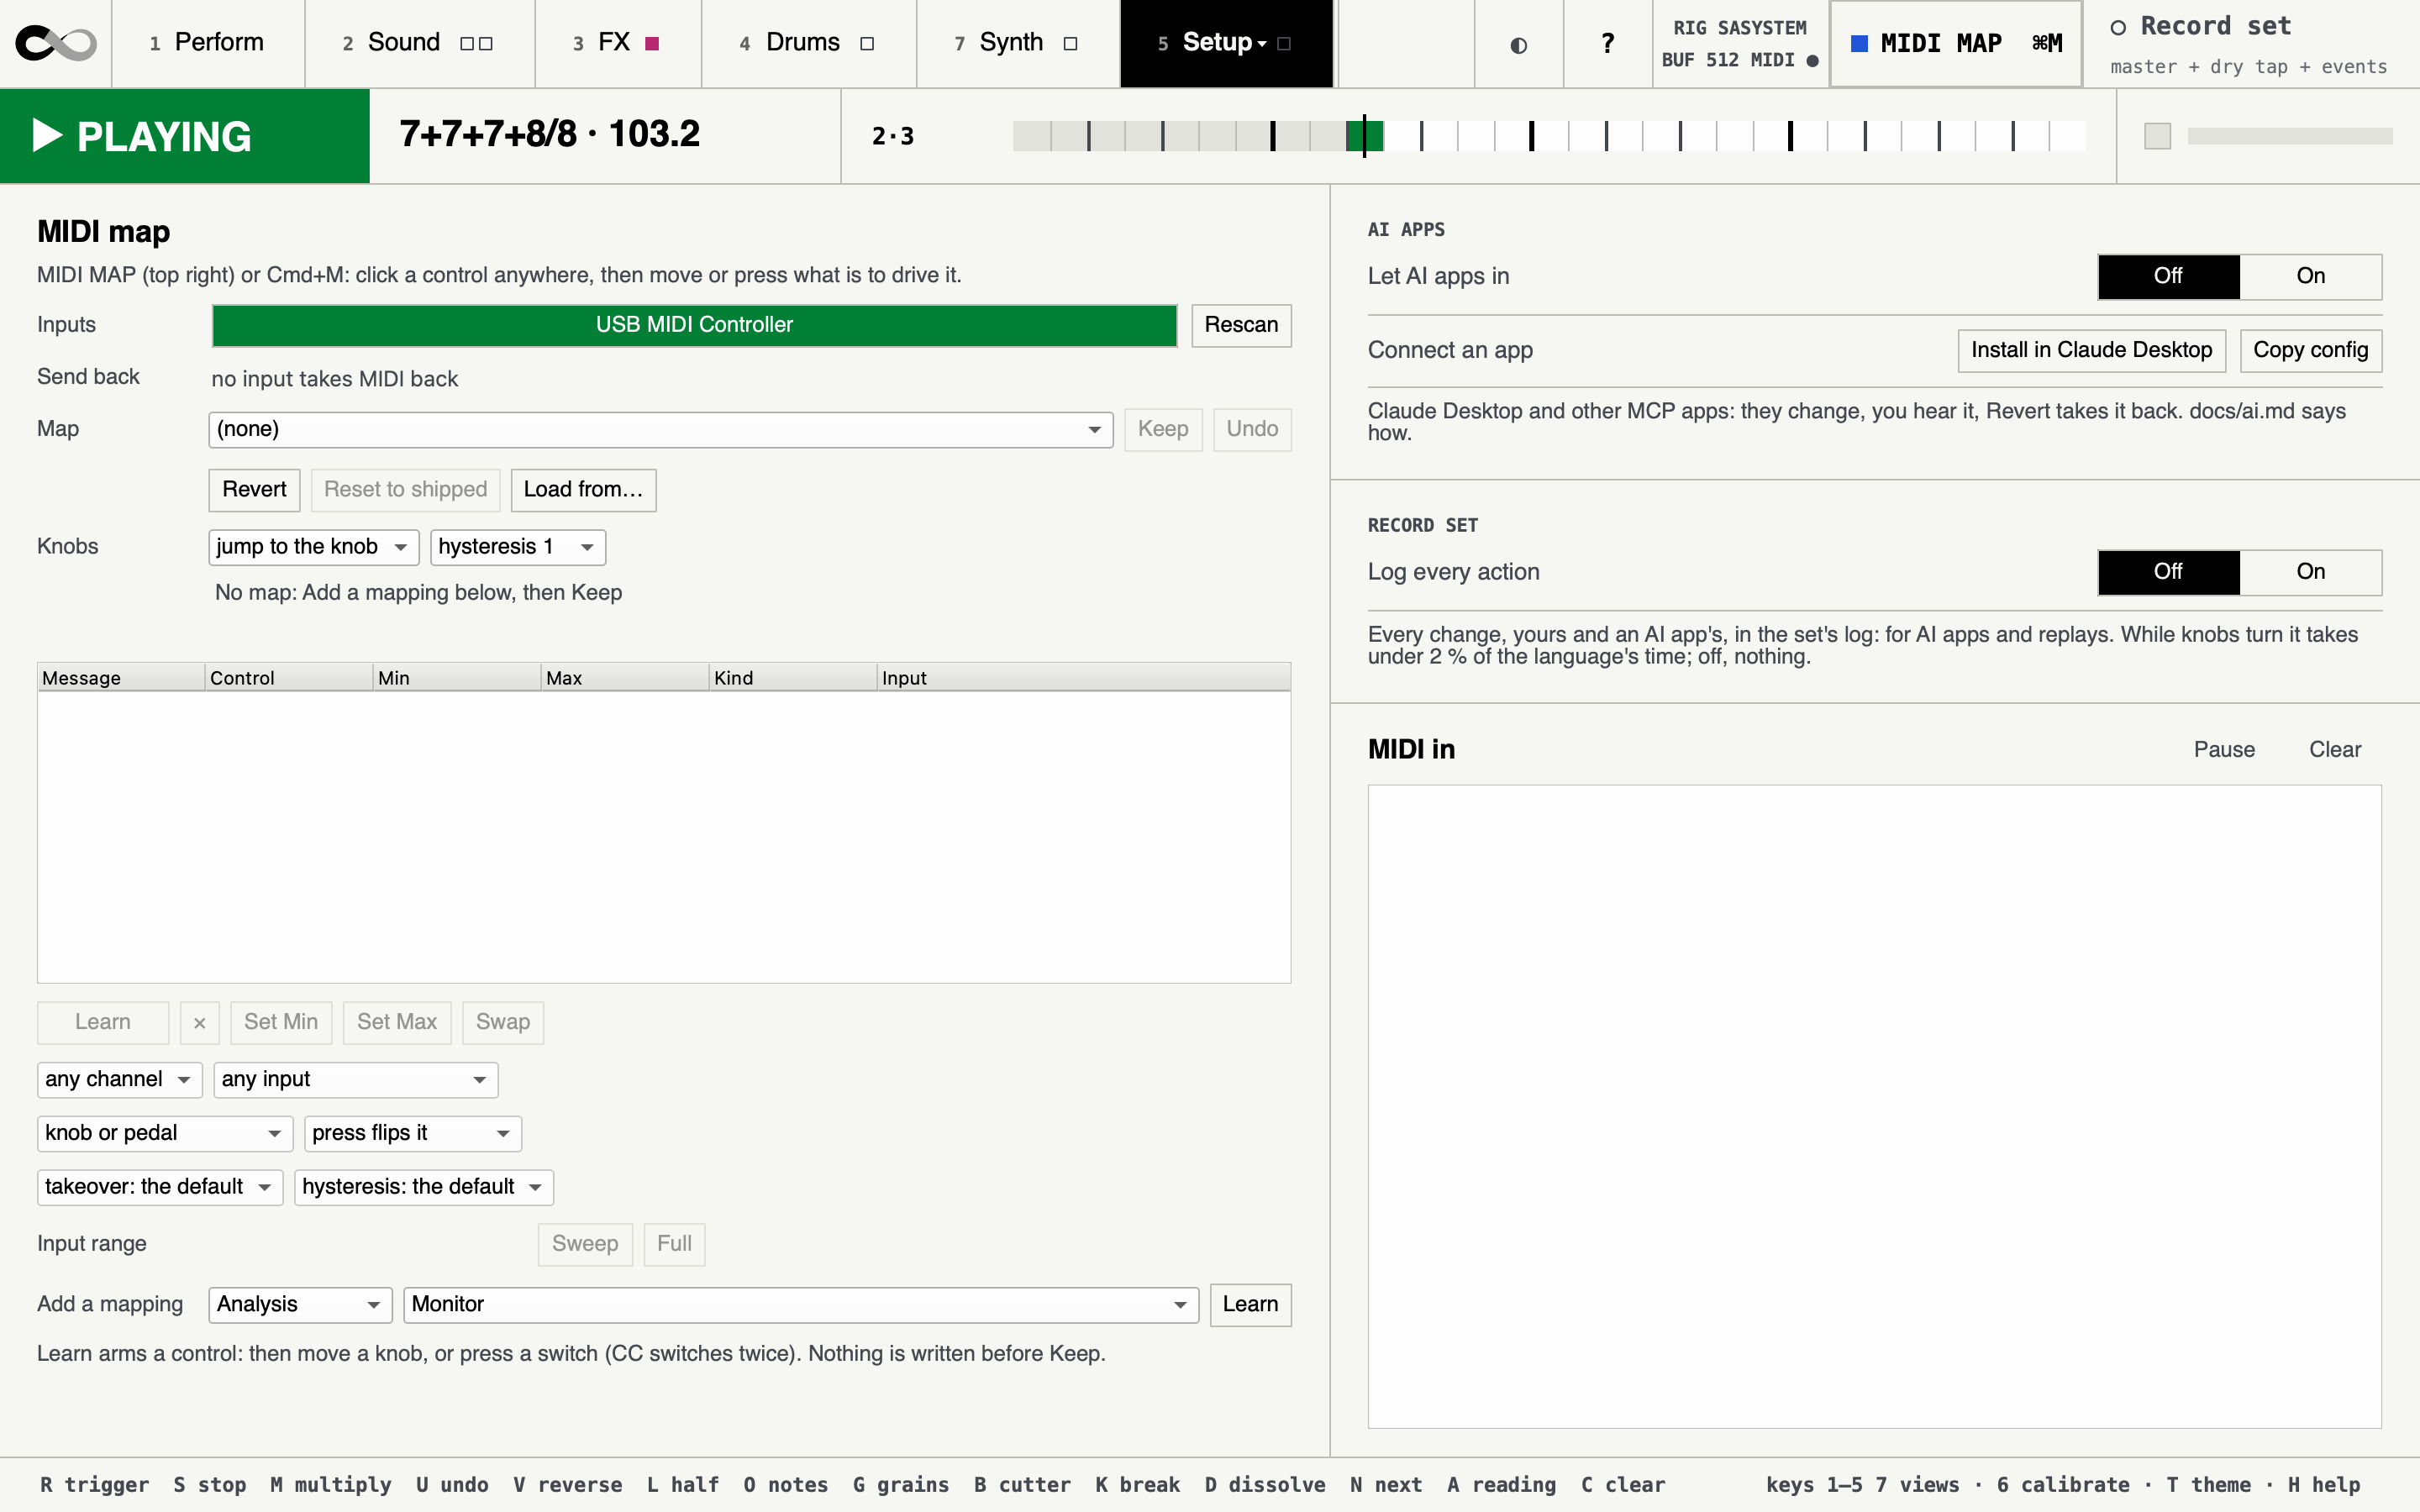 1 Perform
2 Sound
3 FX
4 Drums
7 Synth
5 Setup
?
RIG SASYSTEM
BUF 512 MIDI
MIDI MAP ⌘M
Record set
master + dry tap + events
PLAYING
7+7+7+8/8 · 103.2
2·3
MIDI map
MIDI MAP (top right) or Cmd+M: click a control anywhere, then move or press what is to drive it.
Inputs
USB MIDI Controller
Rescan
Send back
no input takes MIDI back
Map
(none)
Keep
Undo
Revert
Reset to shipped
Load from...
Knobs
jump to the knob
hysteresis 1
No map: Add a mapping below, then Keep
Message
Control
Min
Max
Kind
Input
Learn
×
Set Min
Set Max
Swap
any channel
any input
knob or pedal
press flips it
takeover: the default
hysteresis: the default
Input range
Sweep
Full
Add a mapping
Analysis
Monitor
Learn
Learn arms a control: then move a knob, or press a switch (CC switches twice). Nothing is written before Keep.
AI APPS
Let AI apps in
Off
On
Connect an app
Install in Claude Desktop
Copy config
Claude Desktop and other MCP apps: they change, you hear it, Revert takes it back. docs/ai.md says
how.
RECORD SET
Log every action
Off
On
Every change, yours and an AI app's, in the set's log: for AI apps and replays. While knobs turn it takes
under 2 % of the language's time; off, nothing.
MIDI in
Pause
Clear
R trigger S stop M multiply U undo V reverse L half O notes G grains B cutter K break D dissolve N next A reading C clear
keys 1–5 7 views · 6 calibrate · T theme · H help